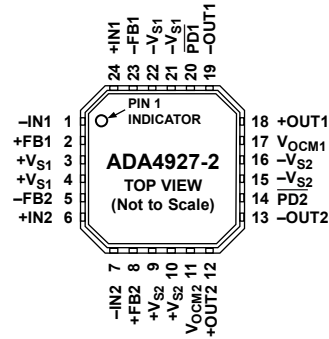 24 +IN1
23 –FB1
22 –VS1
21 –VS1
20 PD1
19 –OUT1
–IN1 1
+FB1 2
+VS1 3
+VS1 4
–FB2 5
+IN2 6
PIN 1
INDICATOR
ADA4927-2
TOP VIEW
(Not to Scale)
18 +OUT1
17 VOCM1
16 –VS2
15 –VS2
14 PD2
13 –OUT2
–IN2 7
+FB2 8
+VS2 9
+VS2 10
VOCM2 11
+OUT2 12